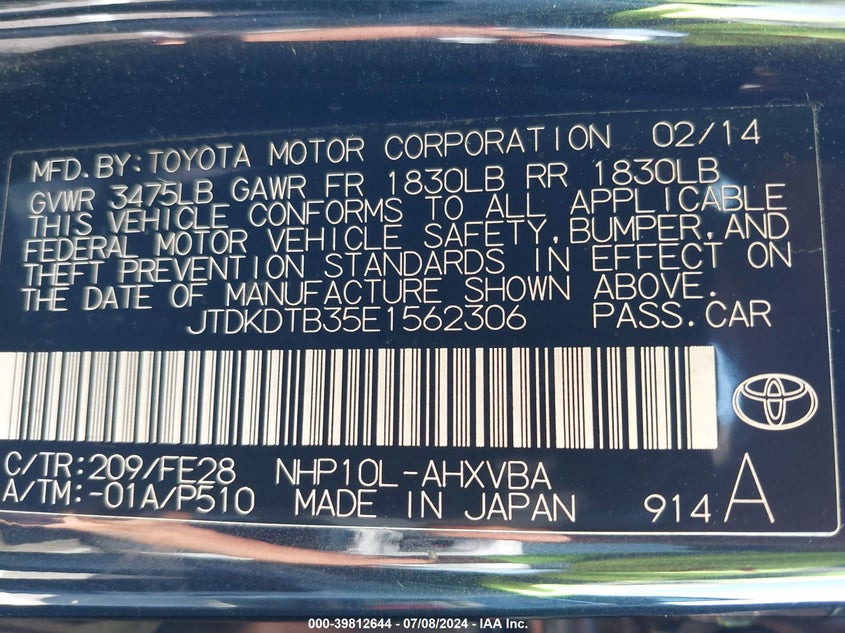 MFD.BY:TOYOTA MOTOR CORPORATION 02/14
GVWR 3475LB GAWR FR 1830LB RR 1830LB
THIS VEHICLE CONFORMS TO ALL APPLICABLE
FEDERAL MOTOR VEHICLE SAFETY,BUMPER,AND
THEFT PREVENTION STANDARDS IN EFFECT ON
THE DATE OF MANUFACTURE SHOWN ABOVE.
JTDKDTB35E1562306 PASS.CAR
C/TR:209/FE28 NHP10L-AHXVBA
A/TM:-01A/P510 MADE IN JAPAN 914 A
000-39812644 - 07/08/2024 - IAA Inc.